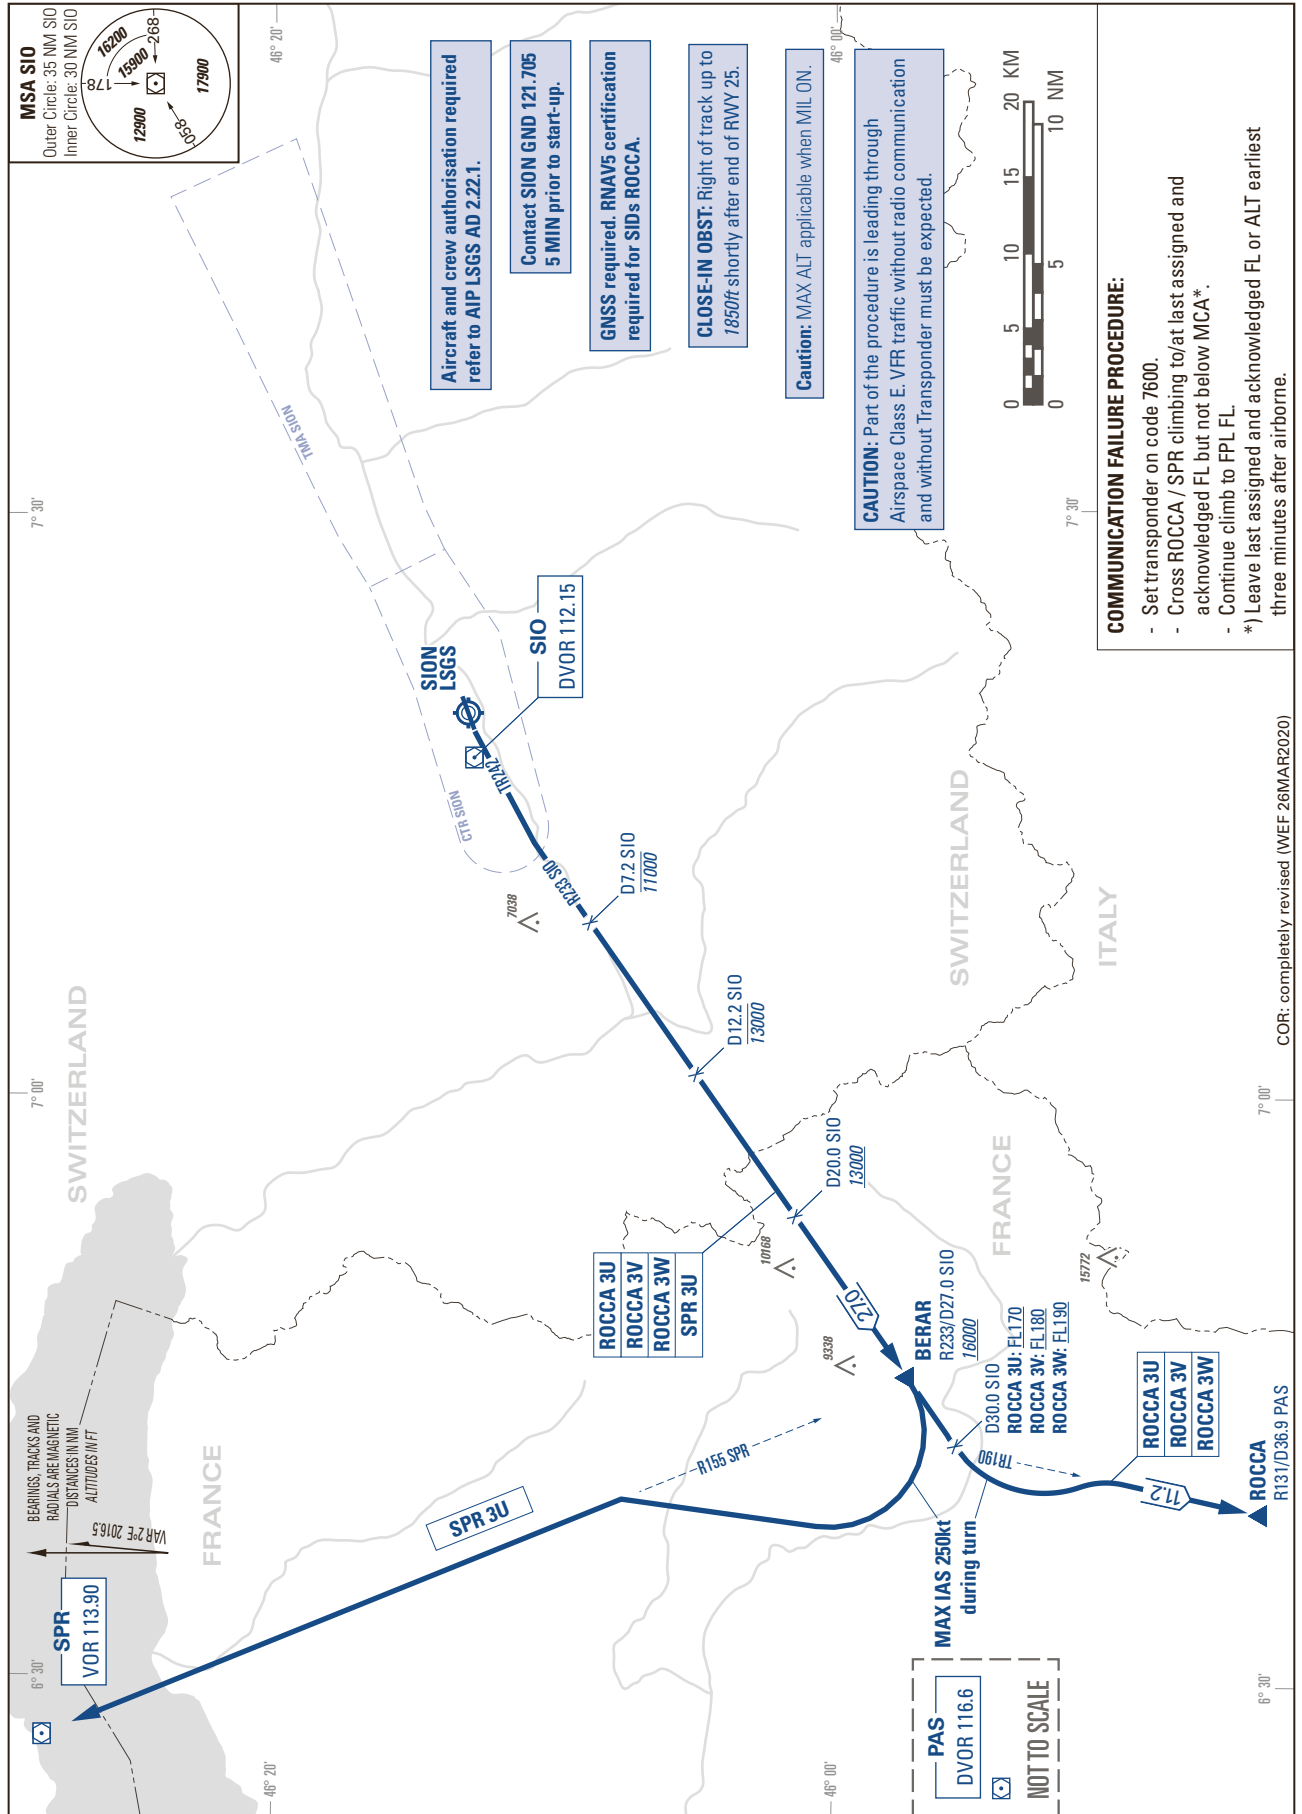 BEARINGS, TRACKS AND
RADIALS ARE MAGNETIC
DISTANCES IN NM
ALTITUDES IN FT
VAR 2°E 2016.5
6° 30'
7° 00'
7° 30'
MSA SIO
Outer Circle: 35 NM SIO
Inner Circle: 30 NM SIO
178
268
058
16200
15900
12900
17900
SPR
VOR 113.90
SWITZERLAND
FRANCE
46° 20'
46° 20'
SPR 3U
R155 SPR
TMA SION
CTR SION
SION
LSGS
SIO
DVOR 112.15
TR242
R233 SIO
7038
D7.2 SIO
11000
D12.2 SIO
13000
D20.0 SIO
13000
ROCCA 3U
ROCCA 3V
ROCCA 3W
SPR 3U
10168
9338
27.0
BERAR
R233/D27.0 SIO
16000
D30.0 SIO
ROCCA 3U: FL170
ROCCA 3V: FL180
ROCCA 3W: FL190
MAX IAS 250kt
during turn
TR190
11.2
ROCCA 3U
ROCCA 3V
ROCCA 3W
ROCCA
R131/D36.9 PAS
15772
FRANCE
SWITZERLAND
ITALY
46° 00'
46° 00'
PAS
DVOR 116.6
NOT TO SCALE
Aircraft and crew authorisation required
refer to AIP LSGS AD 2.22.1.
Contact SION GND 121.705
5 MIN prior to start-up.
GNSS required. RNAV5 certification
required for SIDs ROCCA.
CLOSE-IN OBST: Right of track up to
1850ft shortly after end of RWY 25.
Caution: MAX ALT applicable when MIL ON.
CAUTION: Part of the procedure is leading through
Airspace Class E. VFR traffic without radio communication
and without Transponder must be expected.
0 5 10 15 20 KM
0 5 10 NM
6° 30'
7° 00'
7° 30'
COMMUNICATION FAILURE PROCEDURE:
- Set transponder on code 7600.
- Cross ROCCA / SPR climbing to/at last assigned and
acknowledged FL but not below MCA*.
- Continue climb to FPL FL.
*) Leave last assigned and acknowledged FL or ALT earliest
three minutes after airborne.
COR: completely revised (WEF 26MAR2020)